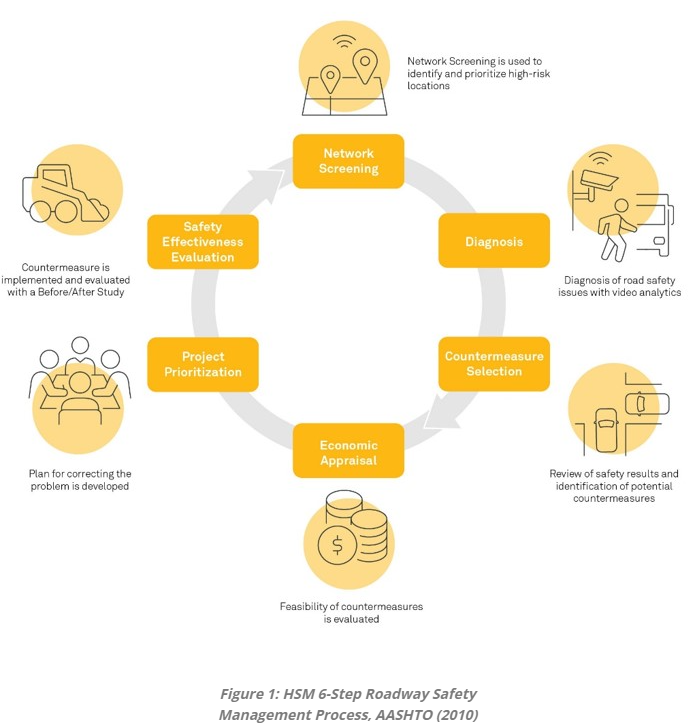 Network Screening is used to
identify and prioritize high-risk
locations
Network
Screening
Diagnosis
Diagnosis of road safety
issues with video analytics
Countermeasure
Selection
Review of safety results and
identification of potential
countermeasures
Economic
Appraisal
$
Feasibility of countermeasures
is evaluated
Project
Prioritization
Plan for correcting the
problem is developed
Safety
Effectiveness
Evaluation
Countermeasure is
implemented and evaluated
with a Before/After Study
Figure 1: HSM 6-Step Roadway Safety
Management Process, AASHTO (2010)